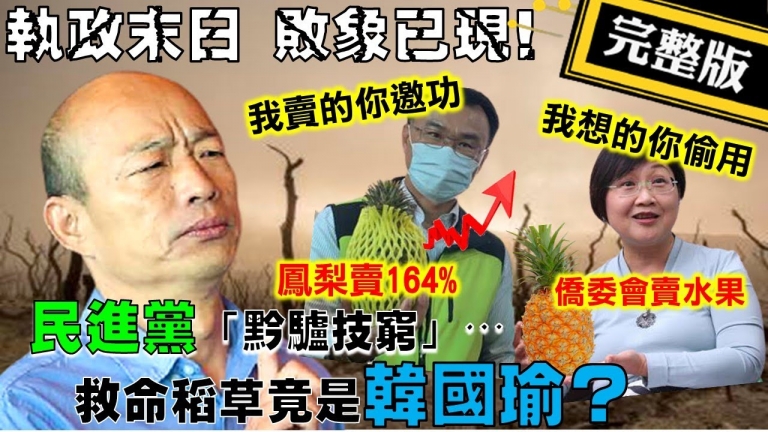 執政末日 敗象已現!
完整版
我賣的你邀功
我想的你偷用
鳳梨賣164%
僑委會賣水果
民進黨「黔驢技窮」…
救命稻草竟是韓國瑜?